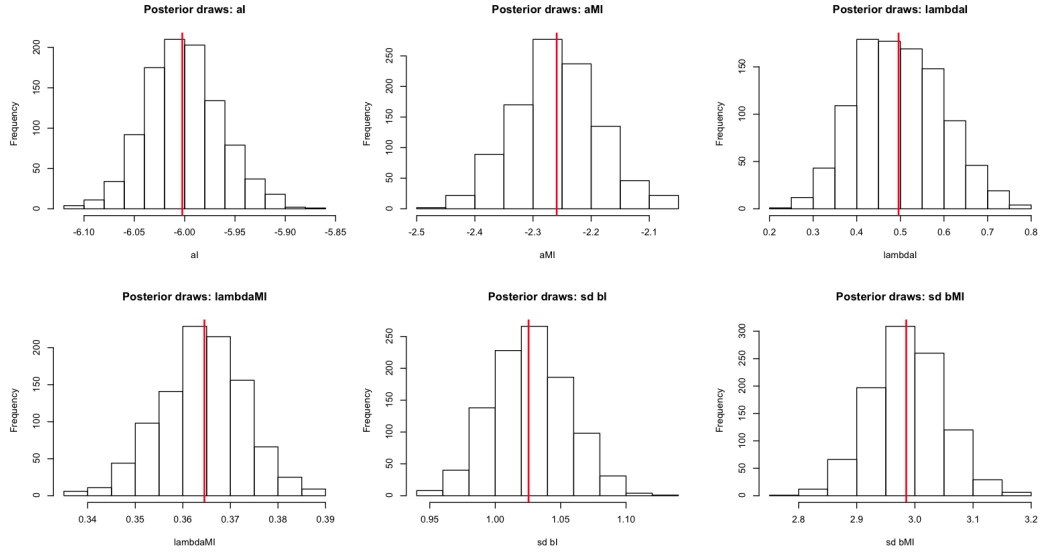 Posterior draws: aI
Frequency
0 50 100 150 200
-6.10 -6.05 -6.00 -5.95 -5.90 -5.85
aI
Posterior draws: aMI
Frequency
0 50 100 150 200 250
-2.5 -2.4 -2.3 -2.2 -2.1
aMI
Posterior draws: lambdaI
Frequency
0 50 100 150
0.2 0.3 0.4 0.5 0.6 0.7 0.8
lambdaI
Posterior draws: lambdaMI
Frequency
0 50 100 150 200
0.34 0.35 0.36 0.37 0.38 0.39
lambdaMI
Posterior draws: sd bI
Frequency
0 50 100 150 200 250
0.95 1.00 1.05 1.10
sd bI
Posterior draws: sd bMI
Frequency
0 50 100 150 200 250 300
2.8 2.9 3.0 3.1 3.2
sd bMI